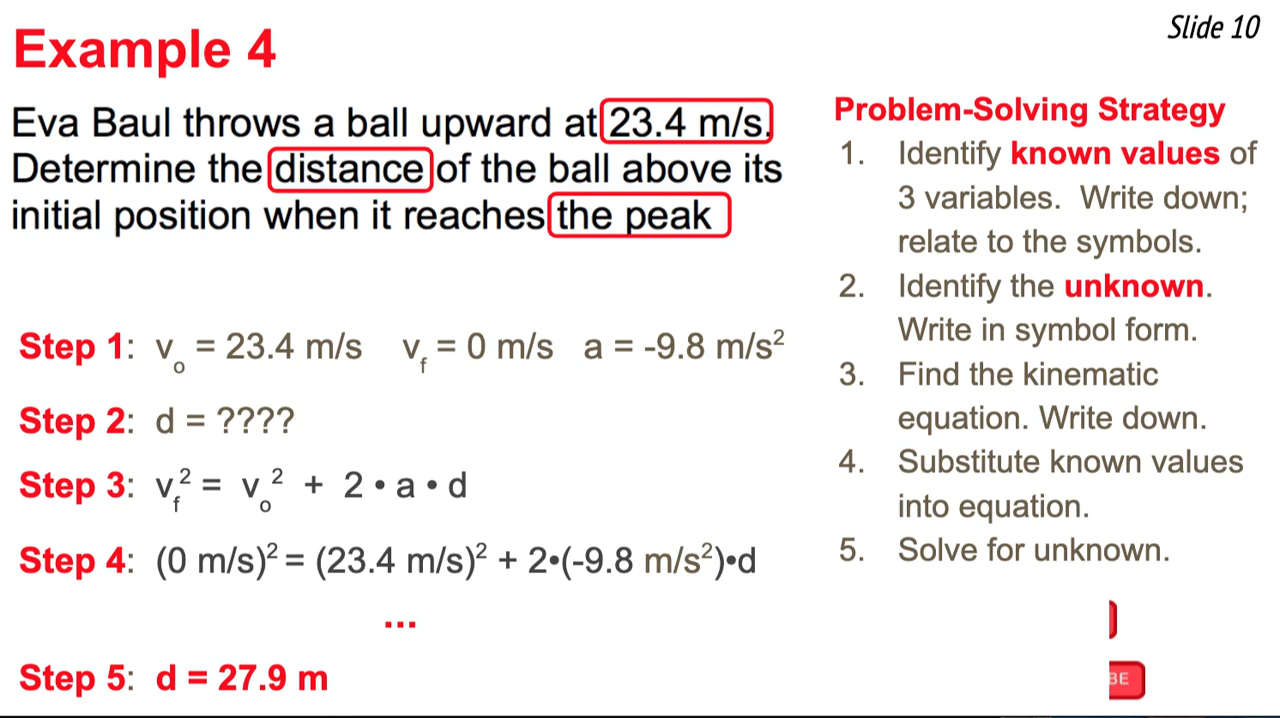 Slide 10
Example 4
Eva Baul throws a ball upward at 23.4 m/s.
Determine the distance of the ball above its
initial position when it reaches the peak
Step 1: vₒ = 23.4 m/s v_f = 0 m/s a = -9.8 m/s²
Step 2: d = ????
Step 3: v_f² = vₒ² + 2 • a • d
Step 4: (0 m/s)² = (23.4 m/s)² + 2•(-9.8 m/s²)•d
...
Step 5: d = 27.9 m
Problem-Solving Strategy
1. Identify known values of
3 variables. Write down;
relate to the symbols.
2. Identify the unknown.
Write in symbol form.
3. Find the kinematic
equation. Write down.
4. Substitute known values
into equation.
5. Solve for unknown.
BE